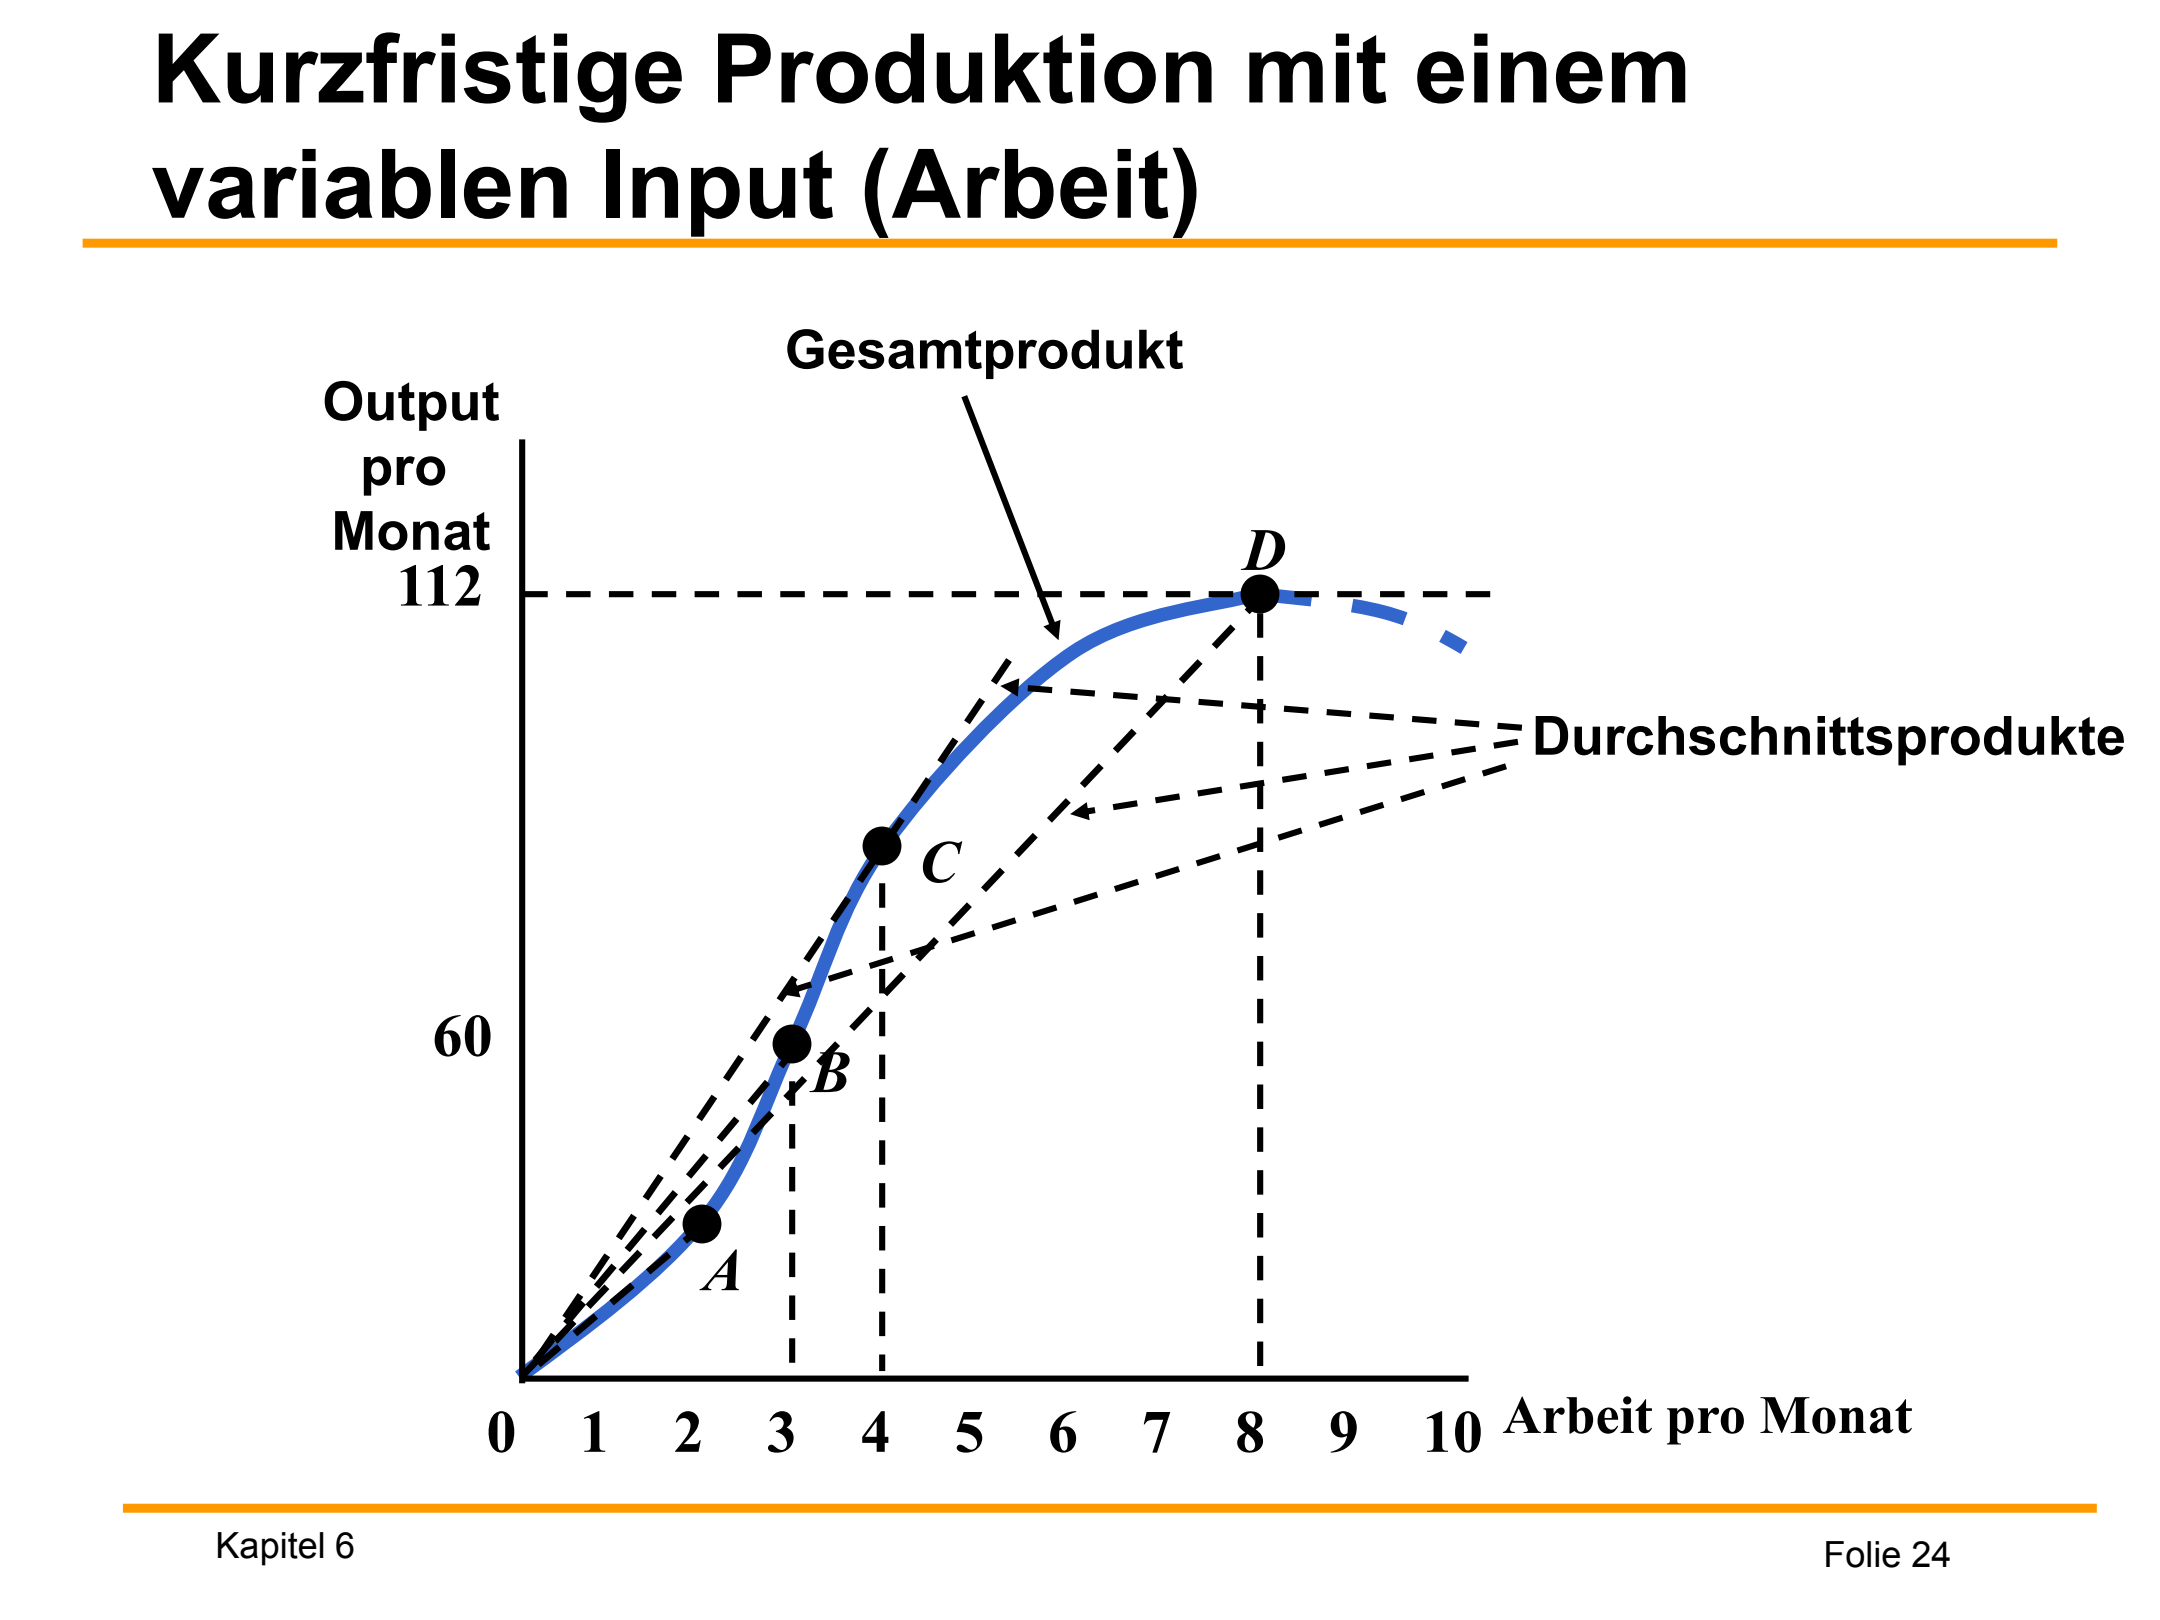 Kurzfristige Produktion mit einem
variablen Input (Arbeit)
Gesamtprodukt
Output
pro
Monat
112
D
Durchschnittsprodukte
C
60
B
A
0 1 2 3 4 5 6 7 8 9 10 Arbeit pro Monat
Kapitel 6
Folie 24